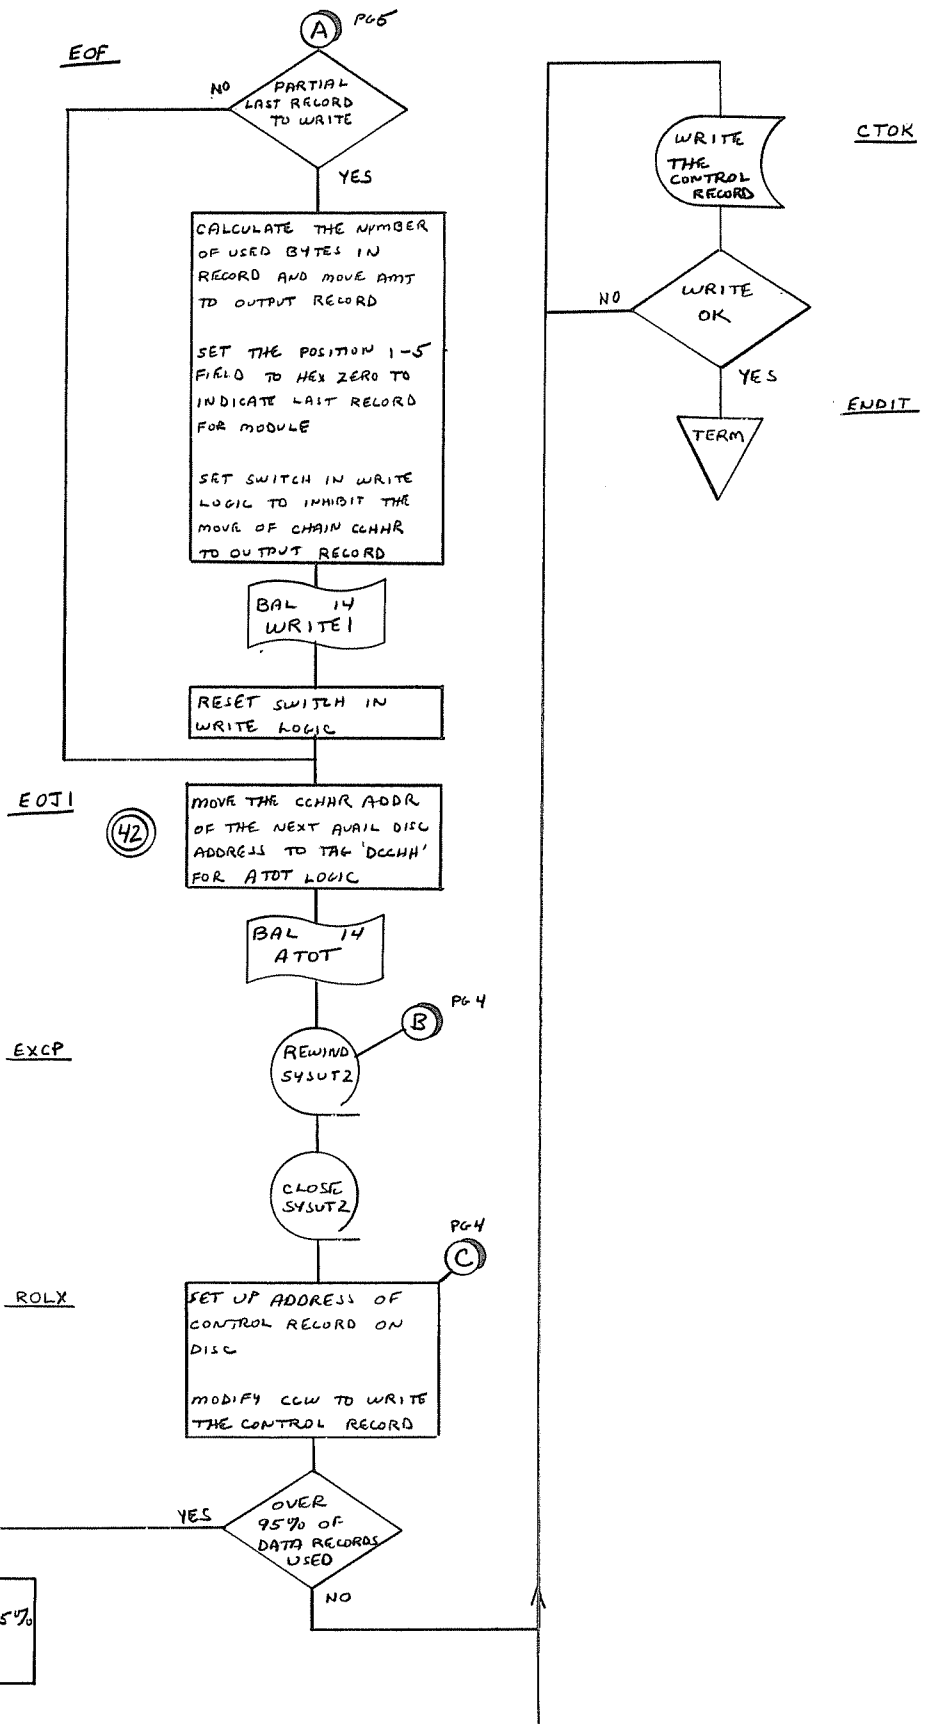 A PG5
EOF
PARTIAL
LAST RECORD
TO WRITE
NO
YES
CALCULATE THE NUMBER
OF USED BYTES IN
RECORD AND MOVE AMT
TO OUTPUT RECORD
SET THE POSITION 1-5
FIELD TO HEX ZERO TO
INDICATE LAST RECORD
FOR MODULE
SET SWITCH IN WRITE
LOGIC TO INHIBIT THE
MOVE OF CHAIN CCHHR
TO OUTPUT RECORD
BAL 14
WRITE1
RESET SWITCH IN
WRITE LOGIC
EOJ1
42
MOVE THE CCHHR ADDR
OF THE NEXT AVAIL DISC
ADDRESS TO TAG 'DCCHH'
FOR ATOT LOGIC
BAL 14
ATOT
B PG 4
EXCP
REWIND
SYSUT2
CLOSE
SYSUT2
PG4
C
ROLX
SET UP ADDRESS OF
CONTROL RECORD ON
DISC
MODIFY CCW TO WRITE
THE CONTROL RECORD
OVER
95% OF
DATA RECORDS
USED
YES
NO
5%
WRITE
THE
CONTROL
RECORD
CTOK
WRITE
OK
NO
YES
ENDIT
TERM